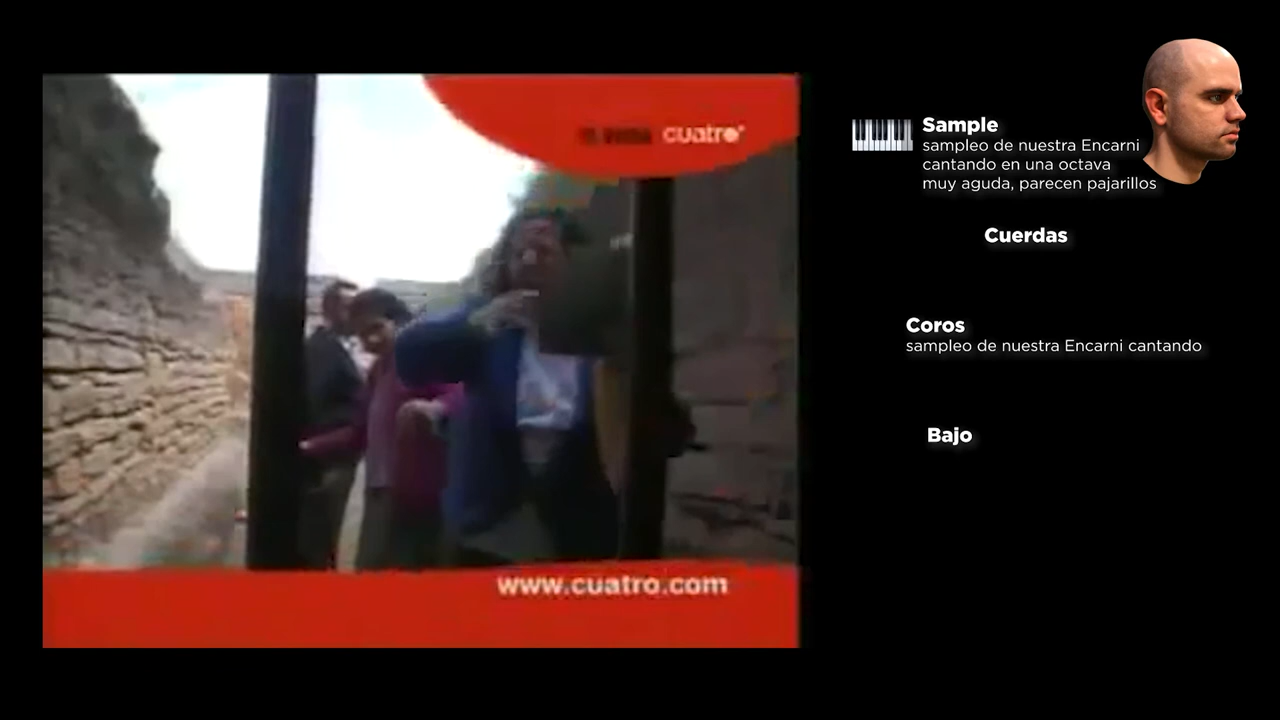 cuatro
www.cuatro.com
Sample
sampleo de nuestra Encarni
cantando en una octava
muy aguda, parecen pajarillos
Cuerdas
Coros
sampleo de nuestra Encarni cantando
Bajo